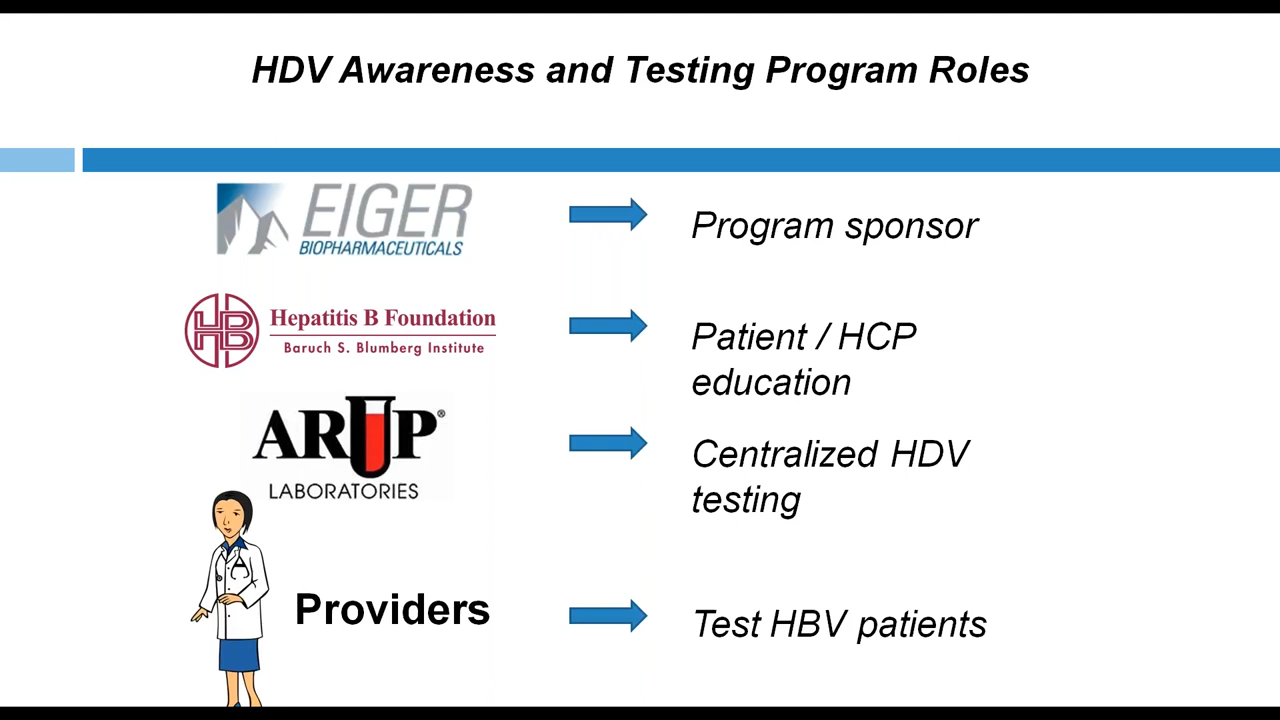 HDV Awareness and Testing Program Roles
EIGER
BIOPHARMACEUTICALS
Program sponsor
HB
Hepatitis B Foundation
Baruch S. Blumberg Institute
Patient / HCP
education
ARUP®
LABORATORIES
Centralized HDV
testing
Providers
Test HBV patients